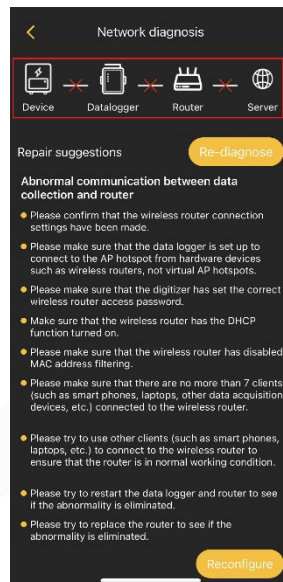 Network diagnosis
Device Datalogger Router Server
Repair suggestions Re-diagnose
Abnormal communication between data
collection and router
Please confirm that the wireless router connection
settings have been made.
Please make sure that the data logger is set up to
connect to the AP hotspot from hardware devices
such as wireless routers, not virtual AP hotspots.
Please make sure that the digitizer has set the correct
wireless router access password.
Make sure that the wireless router has the DHCP
function turned on.
Please make sure that the wireless router has disabled
MAC address filtering.
Please make sure that there are no more than 7 clients
(such as smart phones, laptops, other data acquisition
devices, etc.) connected to the wireless router.
Please try to use other clients (such as smart phones,
laptops, etc.) to connect to the wireless router to
ensure that the router is in normal working condition.
Please try to restart the data logger and router to see
if the abnormality is eliminated.
Please try to replace the router to see if the
abnormality is eliminated.
Reconfigure